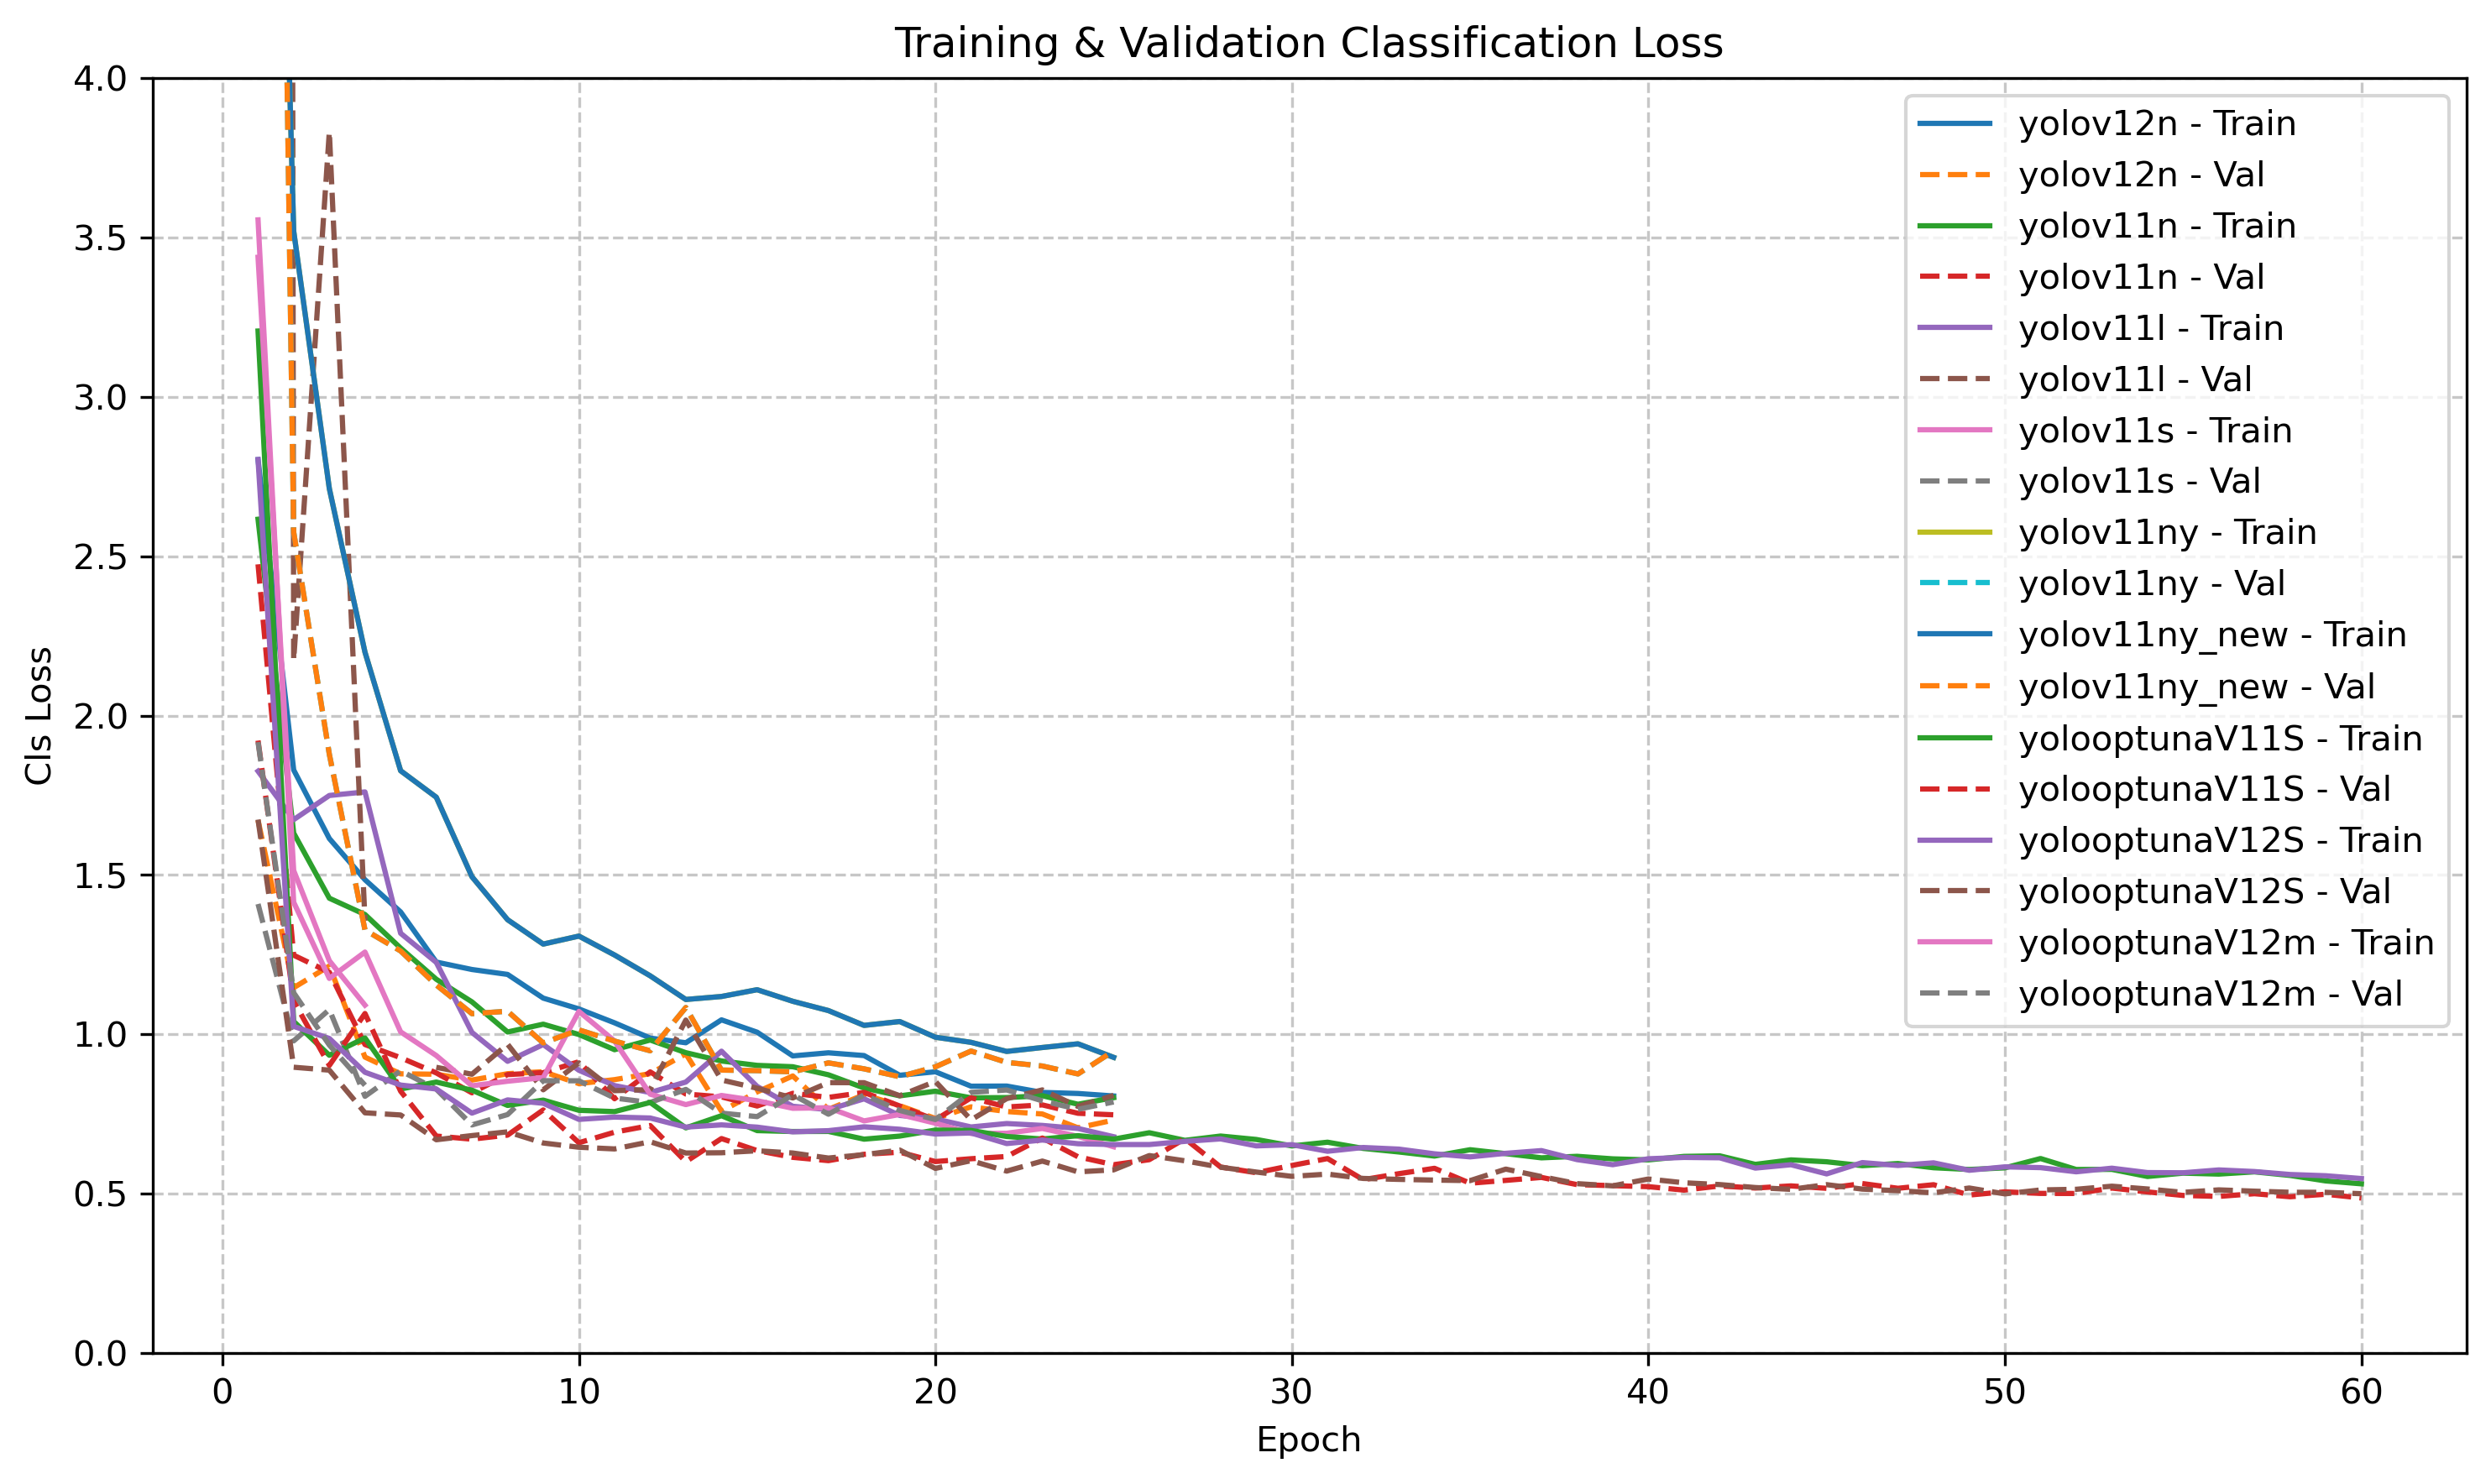 Training & Validation Classification Loss
4.0
3.5
3.0
2.5
2.0
1.5
1.0
0.5
0.0
Cls Loss
0 10 20 30 40 50 60
Epoch
yolov12n - Train
yolov12n - Val
yolov11n - Train
yolov11n - Val
yolov11l - Train
yolov11l - Val
yolov11s - Train
yolov11s - Val
yolov11ny - Train
yolov11ny - Val
yolov11ny_new - Train
yolov11ny_new - Val
yolooptunaV11S - Train
yolooptunaV11S - Val
yolooptunaV12S - Train
yolooptunaV12S - Val
yolooptunaV12m - Train
yolooptunaV12m - Val